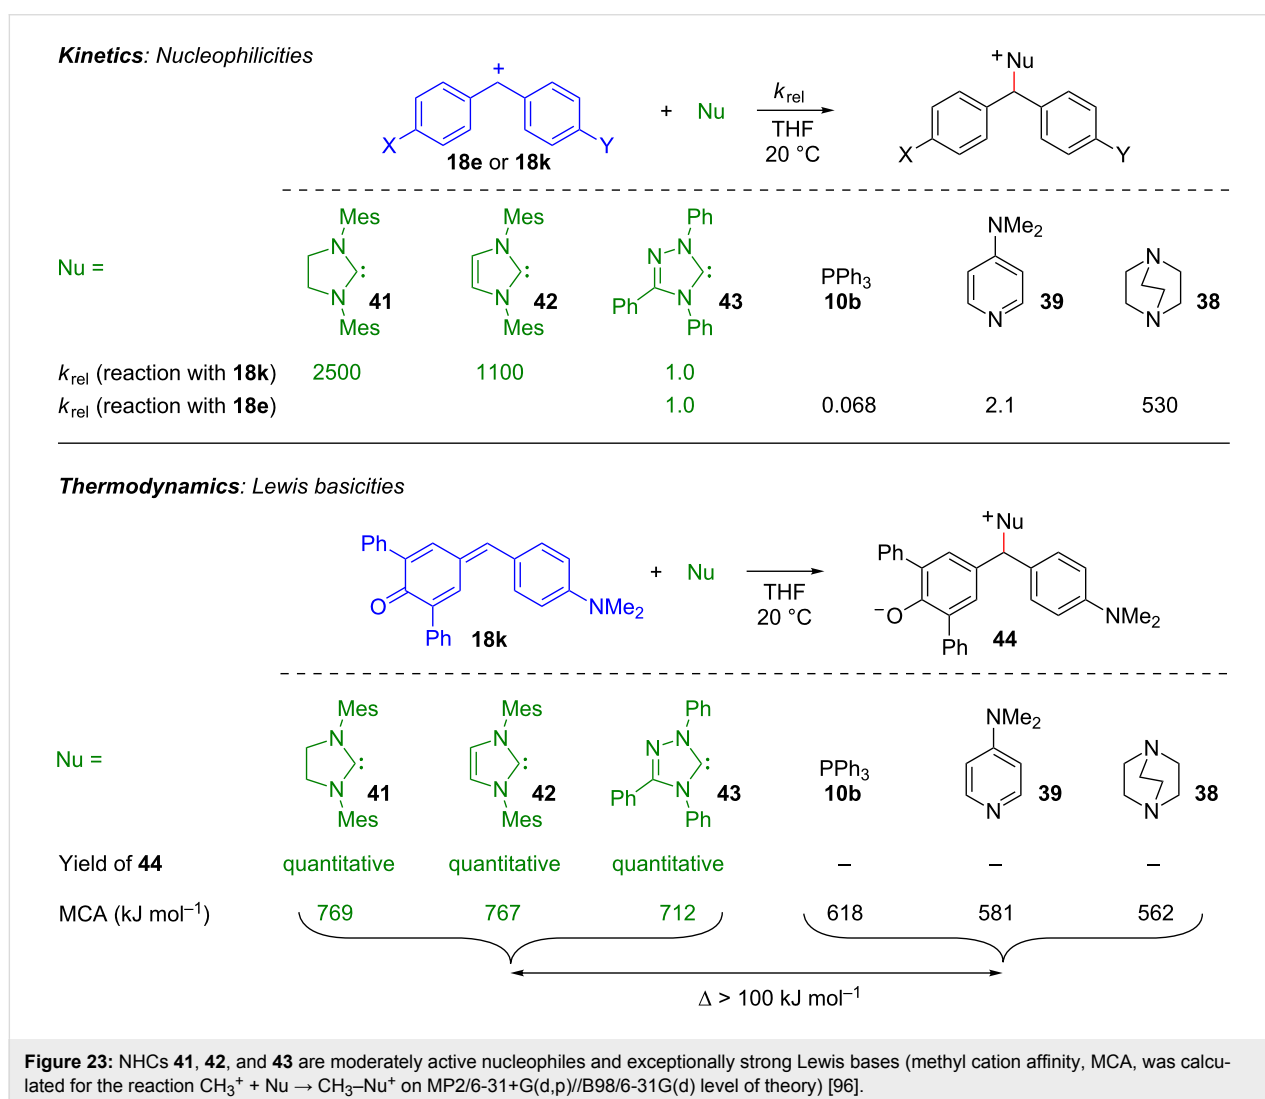 Kinetics: Nucleophilicities
+
X
Y
18e or 18k
+ Nu
krel
THF
20 °C
+Nu
X
Y
Nu =
Mes
N
:
N
Mes
41
Mes
N
:
N
Mes
42
Ph
N N
:
Ph N
Ph
43
PPh3
10b
NMe2
N
39
N
N
38
krel (reaction with 18k) 2500 1100 1.0
krel (reaction with 18e) 1.0 0.068 2.1 530
Thermodynamics: Lewis basicities
Ph
O
Ph
NMe2
18k
+ Nu
THF
20 °C
+Nu
Ph
−O
Ph
NMe2
44
Nu =
Mes
N
:
N
Mes
41
Mes
N
:
N
Mes
42
Ph
N N
:
Ph N
Ph
43
PPh3
10b
NMe2
N
39
N
N
38
Yield of 44 quantitative quantitative quantitative – – –
MCA (kJ mol–1) 769 767 712 618 581 562
Δ > 100 kJ mol–1
Figure 23: NHCs 41, 42, and 43 are moderately active nucleophiles and exceptionally strong Lewis bases (methyl cation affinity, MCA, was calcu-
lated for the reaction CH3+ + Nu → CH3–Nu+ on MP2/6-31+G(d,p)//B98/6-31G(d) level of theory) [96].